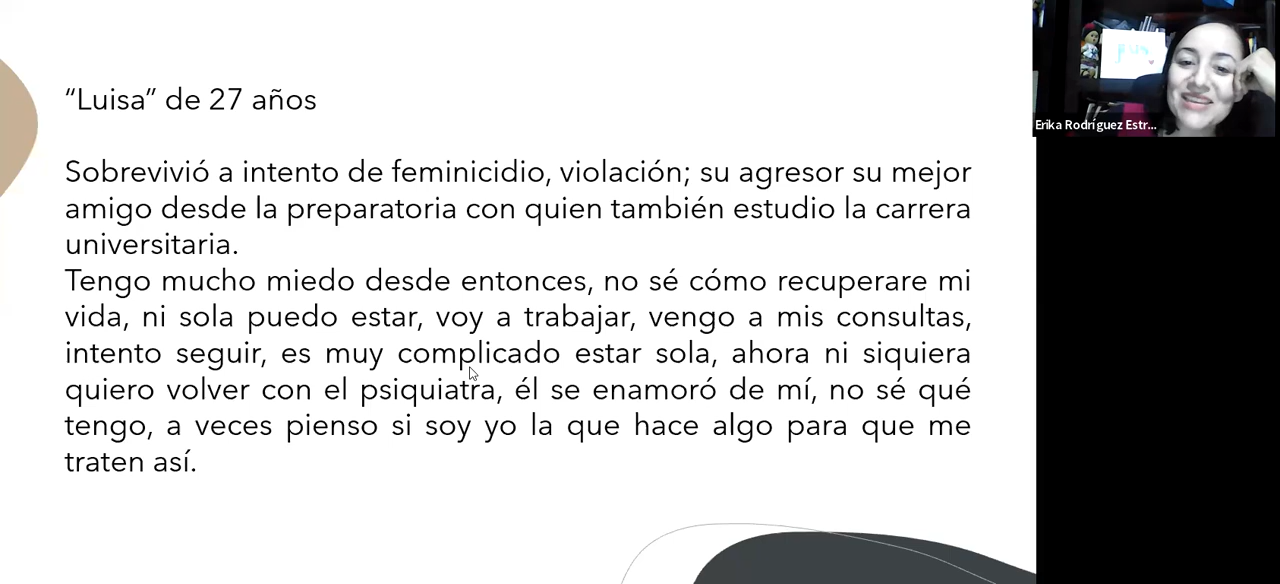 “Luisa” de 27 años
Sobrevivió a intento de feminicidio, violación; su agresor su mejor
amigo desde la preparatoria con quien también estudio la carrera
universitaria.
Tengo mucho miedo desde entonces, no sé cómo recuperare mi
vida, ni sola puedo estar, voy a trabajar, vengo a mis consultas,
intento seguir, es muy complicado estar sola, ahora ni siquiera
quiero volver con el psiquiatra, él se enamoró de mí, no sé qué
tengo, a veces pienso si soy yo la que hace algo para que me
traten así.
Erika Rodríguez Estr...